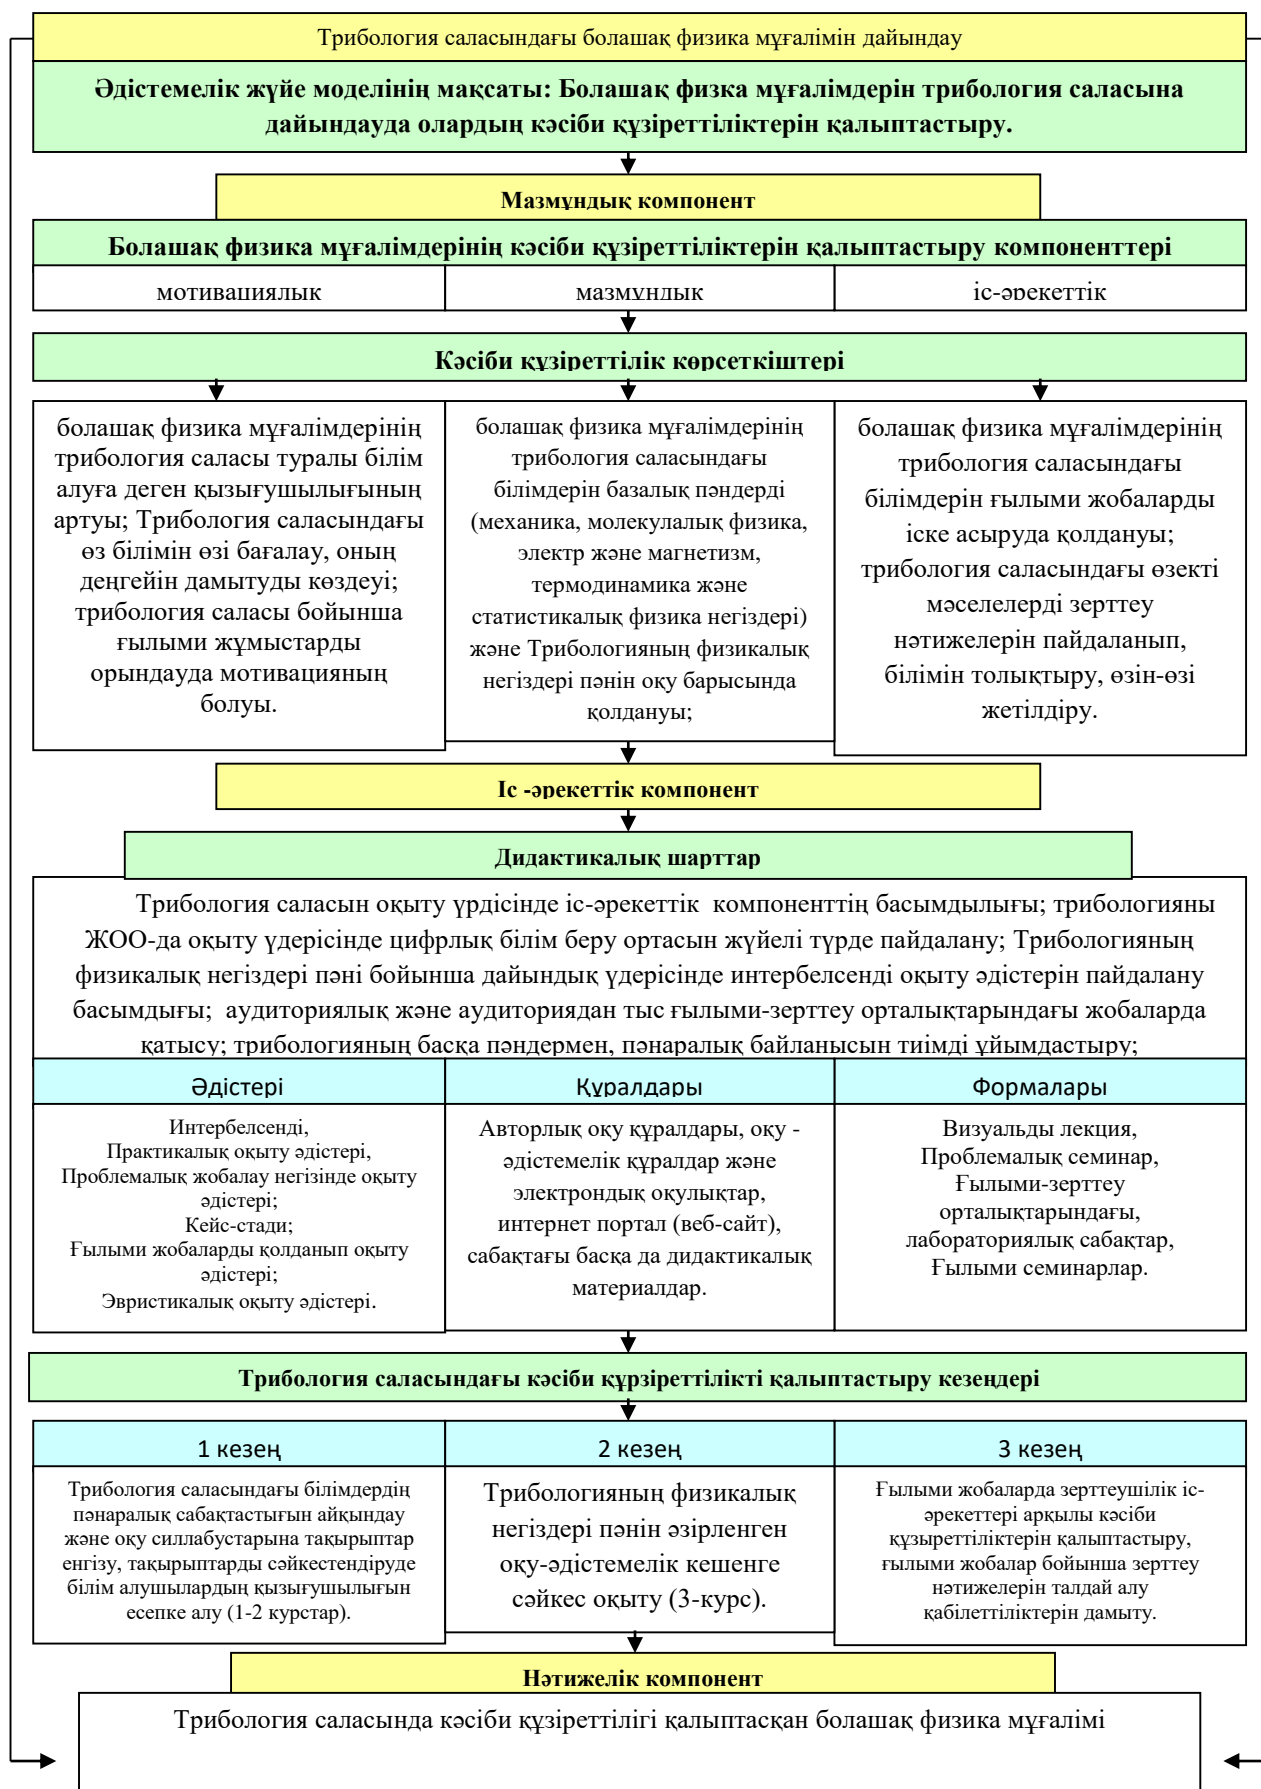 Трибология саласындағы болашақ физика мұғалімін дайындау
Әдістемелік жүйе моделінің мақсаты: Болашақ физка мұғалімдерін трибология саласына
дайындауда олардың кәсіби құзіреттіліктерін қалыптастыру.
Мазмұндық компонент
Болашақ физика мұғалімдерінің кәсіби құзіреттіліктерін қалыптастыру компоненттері
мотивациялық
мазмұндық
іс-әрекеттік
Кәсіби құзіреттілік көрсеткіштері
болашақ физика мұғалімдерінің
трибология саласы туралы білім
алуға деген қызығушылығының
артуы; Трибология саласындағы
өз білімін өзі бағалау, оның
деңгейін дамытуды көздеуі;
трибология саласы бойынша
ғылыми жұмыстарды
орындауда мотивацияның
болуы.
болашақ физика мұғалімдерінің
трибология саласындағы
білімдерін базалық пәндерді
(механика, молекулалық физика,
электр және магнетизм,
термодинамика және
статистикалық физика негіздері)
және Трибологияның физикалық
негіздері пәнін оқу барысында
қолдануы;
болашақ физика мұғалімдерінің
трибология саласындағы
білімдерін ғылыми жобаларды
іске асыруда қолдануы;
трибология саласындағы өзекті
мәселелерді зерттеу
нәтижелерін пайдаланып,
білімін толықтыру, өзін-өзі
жетілдіру.
Іс -әрекеттік компонент
Дидактикалық шарттар
Трибология саласын оқыту үрдісінде іс-әрекеттік компоненттің басымдылығы; трибологияны
ЖОО-да оқыту үдерісінде цифрлық білім беру ортасын жүйелі түрде пайдалану; Трибологияның
физикалық негіздері пәні бойынша дайындық үдерісінде интербелсенді оқыту әдістерін пайдалану
басымдығы; аудиториялық және аудиториядан тыс ғылыми-зерттеу орталықтарындағы жобаларда
қатысу; трибологияның басқа пәндермен, пәнаралық байланысын тиімді ұйымдастыру;
Әдістері
Құралдары
Формалары
Интербелсенді,
Практикалық оқыту әдістері,
Проблемалық жобалау негізінде оқыту
әдістері;
Кейс-стади;
Ғылыми жобаларды қолданып оқыту
әдістері;
Эвристикалық оқыту әдістері.
Авторлық оқу құралдары, оқу -
әдістемелік құралдар және
электрондық оқулықтар,
интернет портал (веб-сайт),
сабақтағы басқа да дидактикалық
материалдар.
Визуальды лекция,
Проблемалық семинар,
Ғылыми-зерттеу
орталықтарындағы,
лабораториялық сабақтар,
Ғылыми семинарлар.
Трибология саласындағы кәсіби құрзіреттілікті қалыптастыру кезеңдері
1 кезең
2 кезең
3 кезең
Трибология саласындағы білімдердің
пәнаралық сабақтастығын айқындау
және оқу силлабустарына тақырыптар
енгізу, тақырыптарды сәйкестендіруде
білім алушылардың қызығушылығын
есепке алу (1-2 курстар).
Трибологияның физикалық
негіздері пәнін әзірленген
оқу-әдістемелік кешенге
сәйкес оқыту (3-курс).
Ғылыми жобаларда зерттеушілік іс-
әрекеттері арқылы кәсіби
құзыреттіліктерін қалыптастыру,
ғылыми жобалар бойынша зерттеу
нәтижелерін талдай алу
қабілеттіліктерін дамыту.
Нәтижелік компонент
Трибология саласында кәсіби құзіреттілігі қалыптасқан болашақ физика мұғалімі